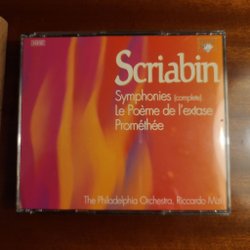 Scriabin
Symphonies (complete)
Le Poème de l'extase
Prométhée
The Philadelphia Orchestra, Riccardo Muti